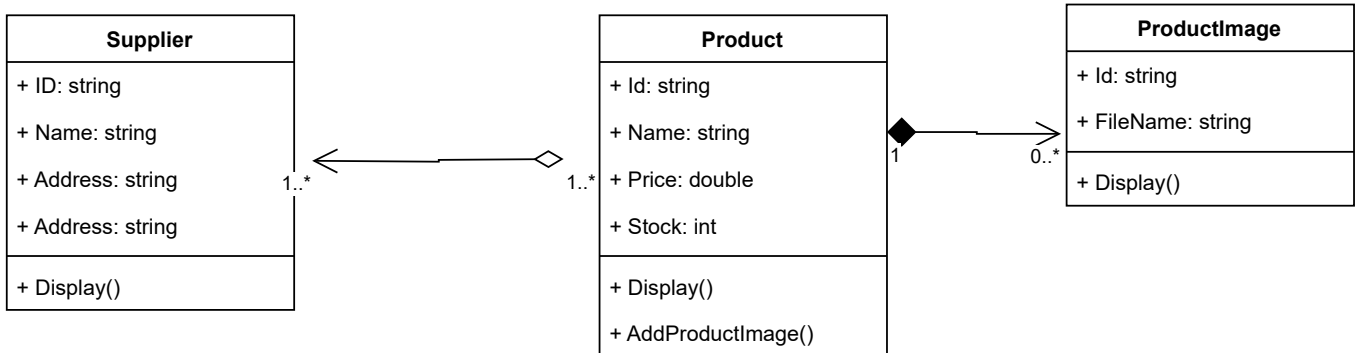 Supplier
+ ID: string
+ Name: string
+ Address: string
+ Address: string
+ Display()
1..*
1..*
Product
+ Id: string
+ Name: string
+ Price: double
+ Stock: int
+ Display()
+ AddProductImage()
1
0..*
ProductImage
+ Id: string
+ FileName: string
+ Display()